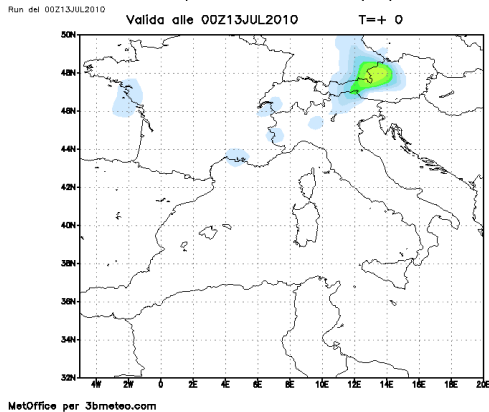 Run del 00Z13JUL2010
Valida alle 00Z13JUL2010 T=+ 0
50N
48N
46N
44N
42N
40N
38N
36N
34N
32N
4W 2W 0 2E 4E 6E 8E 10E 12E 14E 16E 18E 20E
MetOffice per 3bmeteo.com